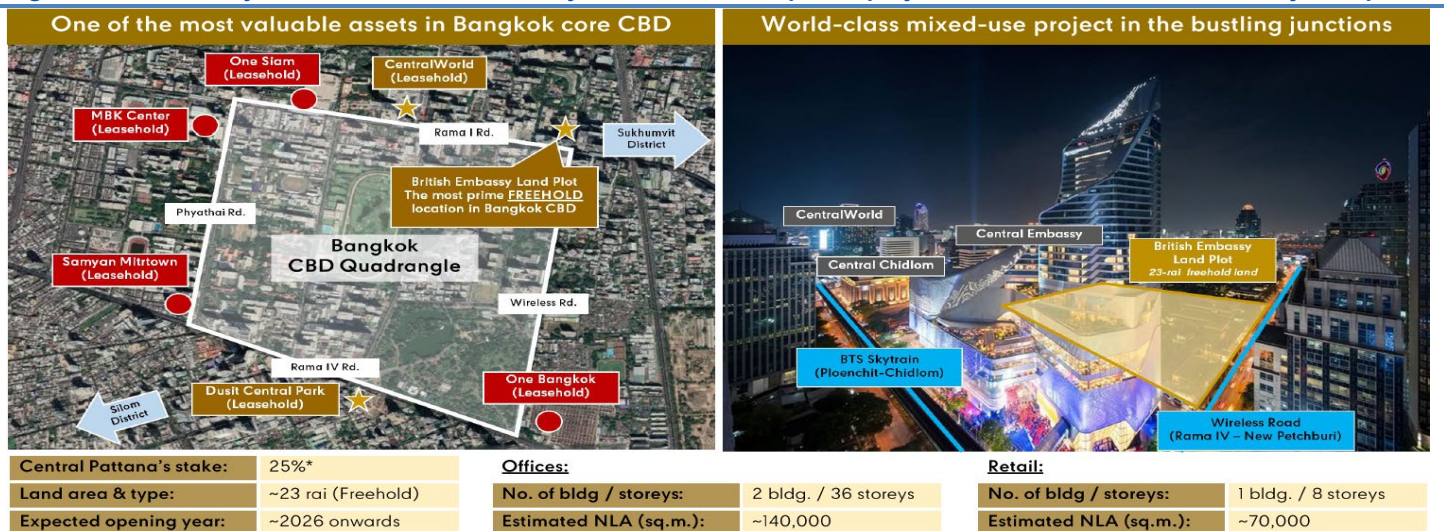 One of the most valuable assets in Bangkok core CBD
One Siam
(Leasehold)
CentralWorld
(Leasehold)
MBK Center
(Leasehold)
Rama I Rd.
Sukhumvit
District
British Embassy Land Plot
The most prime FREEHOLD
location in Bangkok CBD
Phyathai Rd.
Bangkok
CBD Quadrangle
Samyan Mitrtown
(Leasehold)
Wireless Rd.
Rama IV Rd.
Dusit Central Park
(Leasehold)
One Bangkok
(Leasehold)
Silom
District
World-class mixed-use project in the bustling junctions
CentralWorld
Central Embassy
Central Chidlom
British Embassy
Land Plot
23-rai freehold land
BTS Skytrain
(Ploenchit-Chidlom)
Wireless Road
(Rama IV – New Petchburi)
Central Pattana's stake: 25%*
Land area & type: ~23 rai (Freehold)
Expected opening year: ~2026 onwards
Offices:
No. of bldg / storeys: 2 bldg. / 36 storeys
Estimated NLA (sq.m.): ~140,000
Retail:
No. of bldg / storeys: 1 bldg. / 8 storeys
Estimated NLA (sq.m.): ~70,000